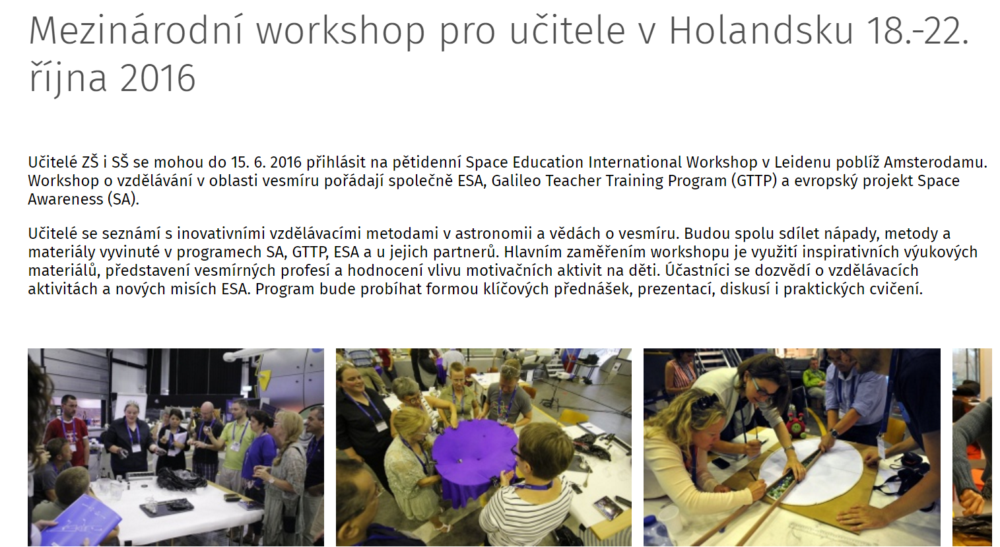 Mezinárodní workshop pro učitele v Holandsku 18.-22.
října 2016
Učitelé ZŠ i SŠ se mohou do 15. 6. 2016 přihlásit na pětidenní Space Education International Workshop v Leidenu poblíž Amsterodamu.
Workshop o vzdělávání v oblasti vesmíru pořádají společně ESA, Galileo Teacher Training Program (GTTP) a evropský projekt Space
Awareness (SA).
Učitelé se seznámí s inovativními vzdělávacími metodami v astronomii a vědách o vesmíru. Budou spolu sdílet nápady, metody a
materiály vyvinuté v programech SA, GTTP, ESA a u jejich partnerů. Hlavním zaměřením workshopu je využití inspirativních výukových
materiálů, představení vesmírných profesí a hodnocení vlivu motivačních aktivit na děti. Účastníci se dozvědí o vzdělávacích
aktivitách a nových misích ESA. Program bude probíhat formou klíčových přednášek, prezentací, diskusí i praktických cvičení.